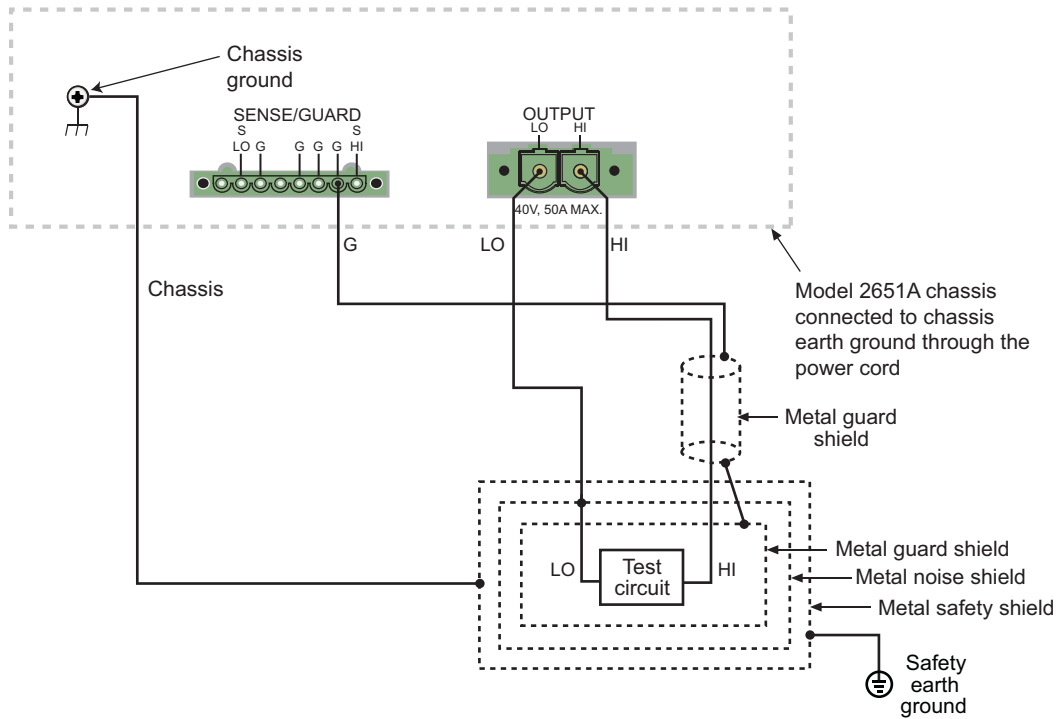 Chassis
ground
SENSE/GUARD
S
S
LO G G G G HI
OUTPUT
LO HI
40V, 50A MAX.
G
LO
HI
Chassis
Model 2651A chassis
connected to chassis
earth ground through the
power cord
Metal guard
shield
Metal guard shield
Metal noise shield
Metal safety shield
LO
Test
circuit
HI
Safety
earth
ground